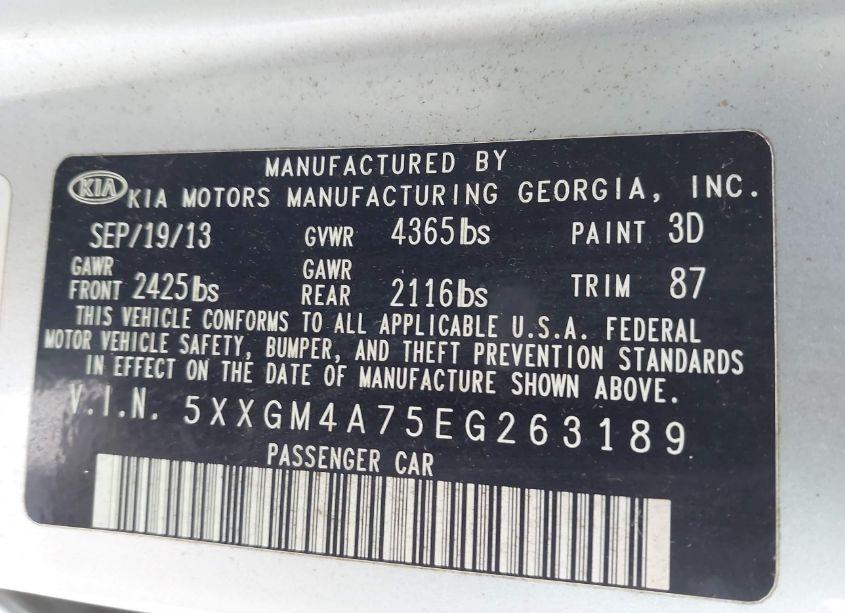 MANUFACTURED BY
KIA KIA MOTORS MANUFACTURING GEORGIA, INC.
SEP/19/13 GVWR 4365lbs PAINT 3D
GAWR FRONT 2425lbs GAWR REAR 2116lbs TRIM 87
THIS VEHICLE CONFORMS TO ALL APPLICABLE U.S.A. FEDERAL
MOTOR VEHICLE SAFETY, BUMPER, AND THEFT PREVENTION STANDARDS
IN EFFECT ON THE DATE OF MANUFACTURE SHOWN ABOVE.
V.I.N. 5XXGM4A75EG263189
PASSENGER CAR